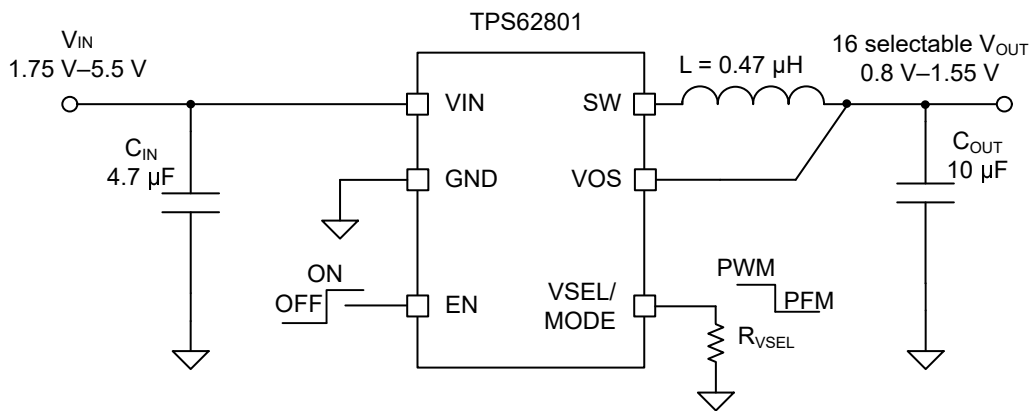 TPS62801
VIN
1.75 V–5.5 V
16 selectable VOUT
0.8 V–1.55 V
L = 0.47 µH
VIN
SW
CIN
4.7 µF
COUT
10 µF
GND
VOS
ON
OFF
EN
VSEL/
MODE
PWM
PFM
RVSEL